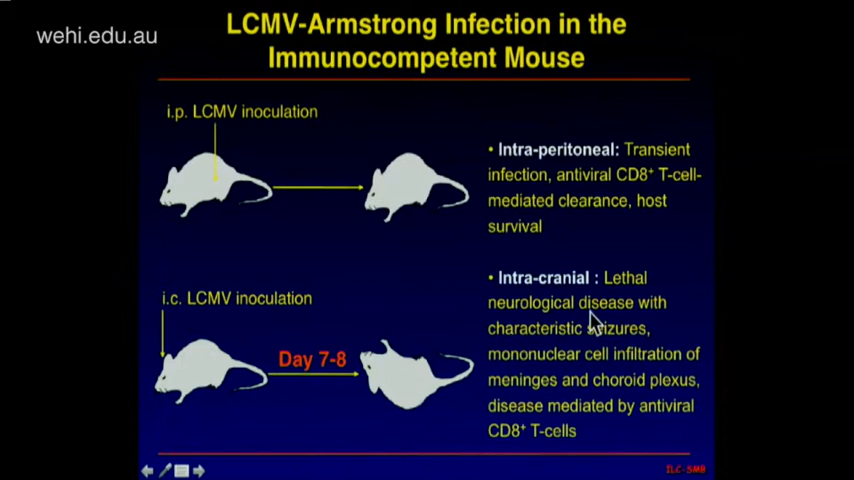 wehi.edu.au
LCMV-Armstrong Infection in the
Immunocompetent Mouse
i.p. LCMV inoculation
• Intra-peritoneal: Transient
infection, antiviral CD8⁺ T-cell-
mediated clearance, host
survival
i.c. LCMV inoculation
Day 7-8
• Intra-cranial : Lethal
neurological disease with
characteristic seizures,
mononuclear cell infiltration of
meninges and choroid plexus,
disease mediated by antiviral
CD8⁺ T-cells
ILC-SMB